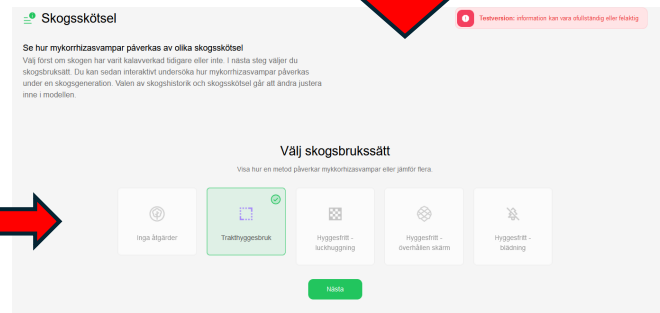 Skogsskötsel
Testversion: information kan vara ofullständig eller felaktig
Se hur mykorrhizasvampar påverkas av olika skogsskötsel
Välj först om skogen har varit kalavverkad tidigare eller inte. I nästa steg väljer du
skogsbruksätt. Du kan sedan interaktivt undersöka hur mykorrhizasvampar påverkas
under en skogsgeneration. Valen av skogshistorik och skogsskötsel går att ändra justera
inne i modellen.
Välj skogsbrukssätt
Visa hur en metod påverkar mykkorhizasvampar eller jämför flera
Inga åtgärder
Trakthyggesbruk
Hyggesfritt -
luckhuggning
Hyggesfritt -
överhållen skärm
Hyggesfritt -
blädning
Nästa